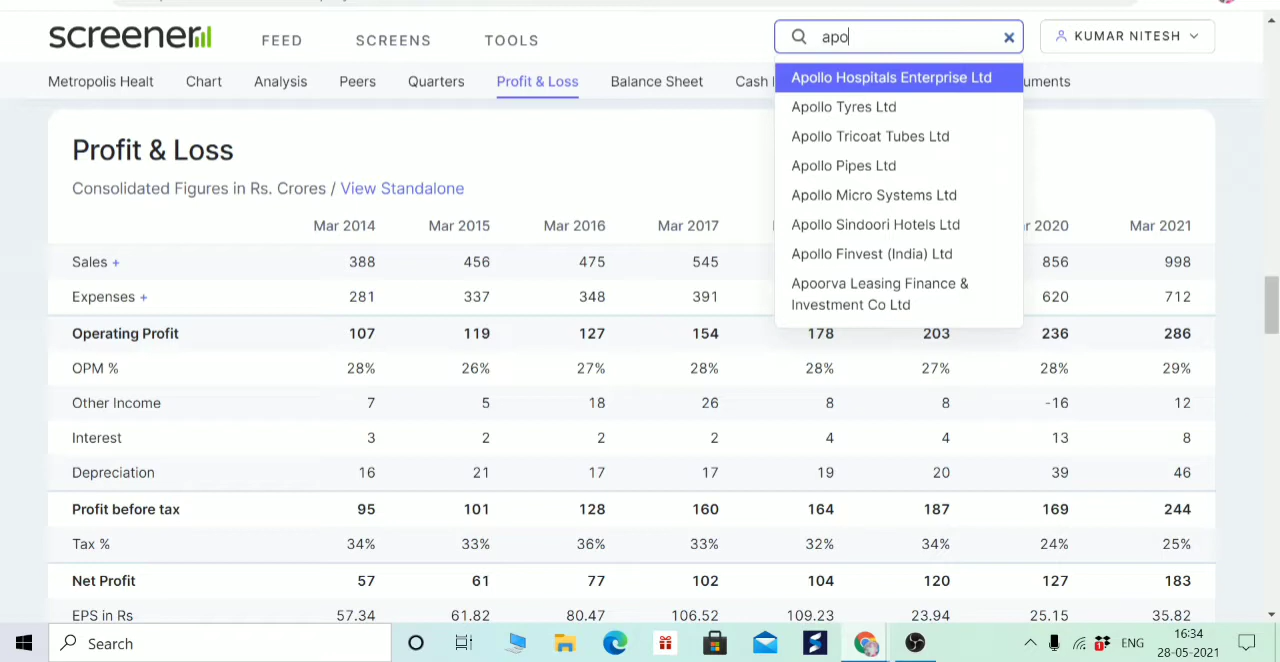 screener
FEED SCREENS TOOLS
apo
KUMAR NITESH
Metropolis Healt Chart Analysis Peers Quarters Profit & Loss Balance Sheet Cash uments
Apollo Hospitals Enterprise Ltd
Apollo Tyres Ltd
Apollo Tricoat Tubes Ltd
Apollo Pipes Ltd
Apollo Micro Systems Ltd
Apollo Sindoori Hotels Ltd
Apollo Finvest (India) Ltd
Apoorva Leasing Finance &
Investment Co Ltd
Profit & Loss
Consolidated Figures in Rs. Crores / View Standalone
Mar 2014 Mar 2015 Mar 2016 Mar 2017 r 2020 Mar 2021
Sales + 388 456 475 545 856 998
Expenses + 281 337 348 391 620 712
Operating Profit 107 119 127 154 178 203 236 286
OPM % 28% 26% 27% 28% 28% 27% 28% 29%
Other Income 7 5 18 26 8 8 -16 12
Interest 3 2 2 2 4 4 13 8
Depreciation 16 21 17 17 19 20 39 46
Profit before tax 95 101 128 160 164 187 169 244
Tax % 34% 33% 36% 33% 32% 34% 24% 25%
Net Profit 57 61 77 102 104 120 127 183
EPS in Rs 57.34 61.82 80.47 106.52 109.23 23.94 25.15 35.82
Search
ENG
16:34
28-05-2021